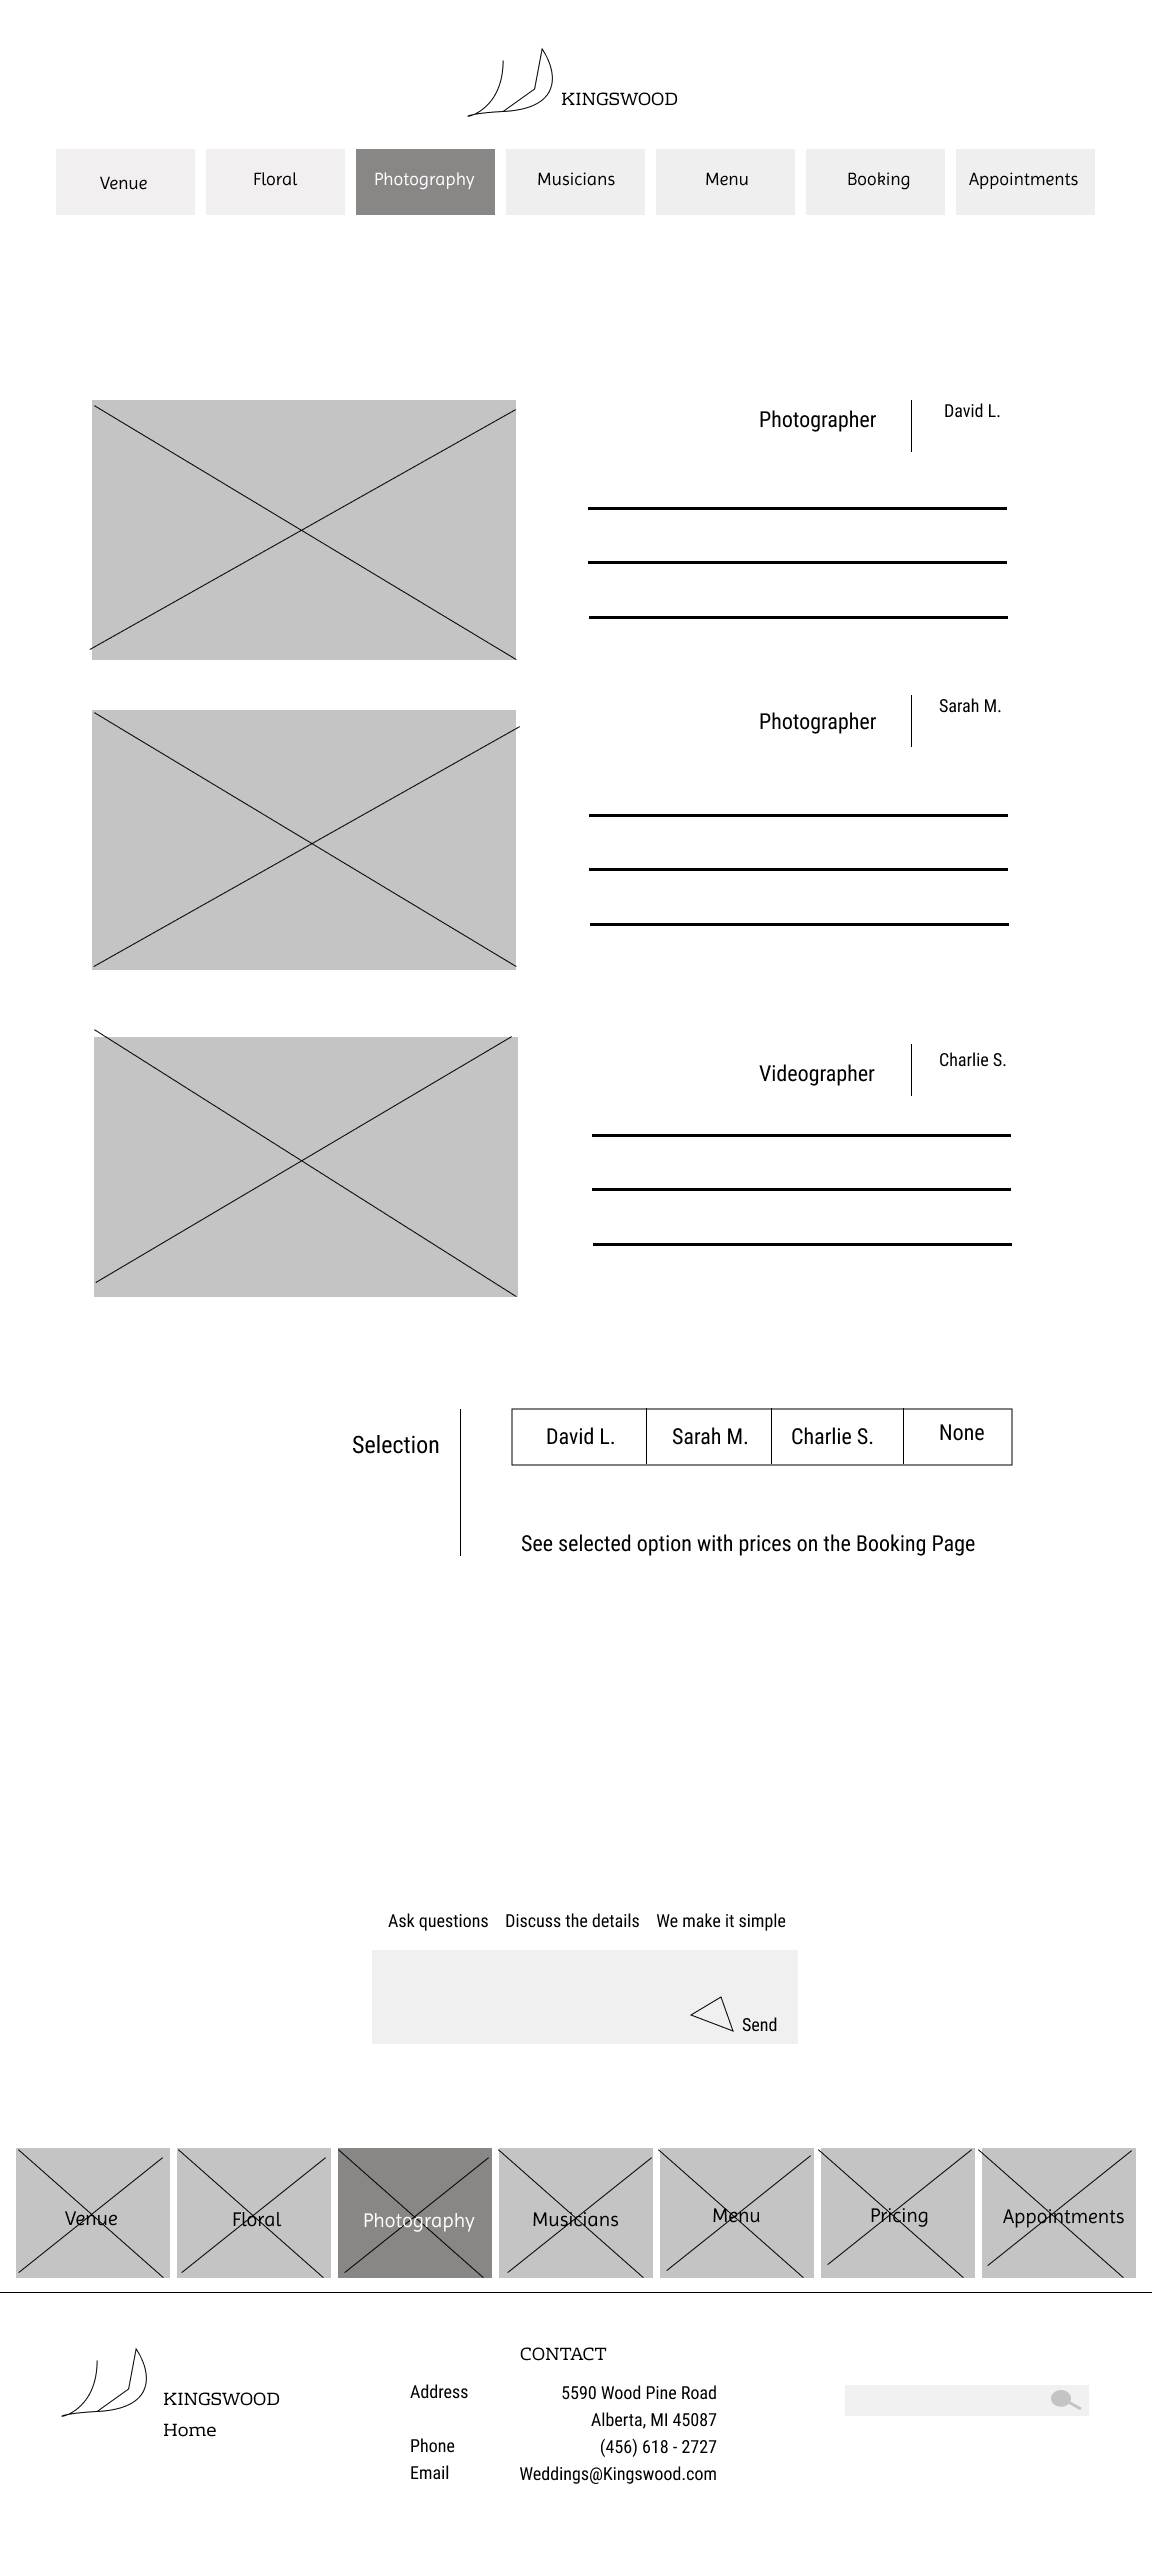 KINGSWOOD
Venue Floral Photography Musicians Menu Booking Appointments
Photographer David L.
Photographer Sarah M.
Videographer Charlie S.
Selection David L. Sarah M. Charlie S. None
See selected option with prices on the Booking Page
Ask questions Discuss the details We make it simple
Send
Venue Floral Photography Musicians Menu Pricing Appointments
KINGSWOOD
Home
CONTACT
Address 5590 Wood Pine Road
Alberta, MI 45087
Phone (456) 618 - 2727
Email Weddings@Kingswood.com